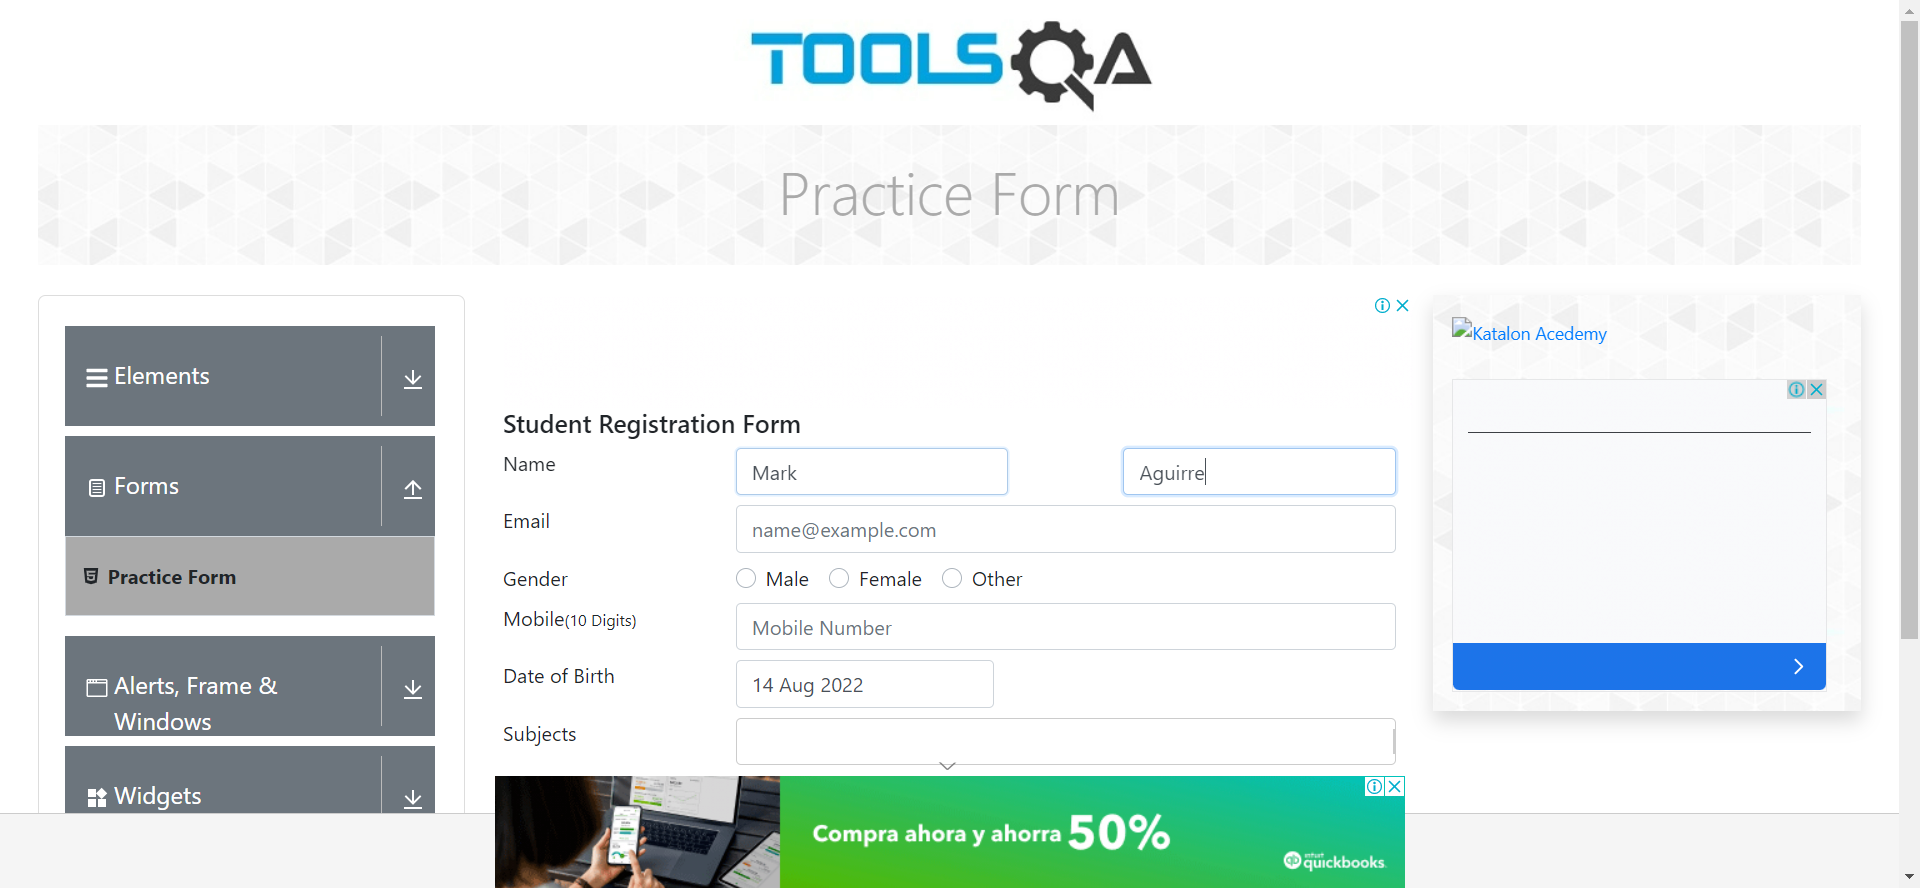 TOOLSQA
Practice Form
Elements
Forms
Practice Form
Alerts, Frame &
Windows
Widgets
Student Registration Form
Name
Mark
Aguirre
Email
name@example.com
Gender
Male
Female
Other
Mobile(10 Digits)
Mobile Number
Date of Birth
14 Aug 2022
Subjects
Katalon Acedemy
Compra ahora y ahorra 50%
qb intuit
quickbooks.